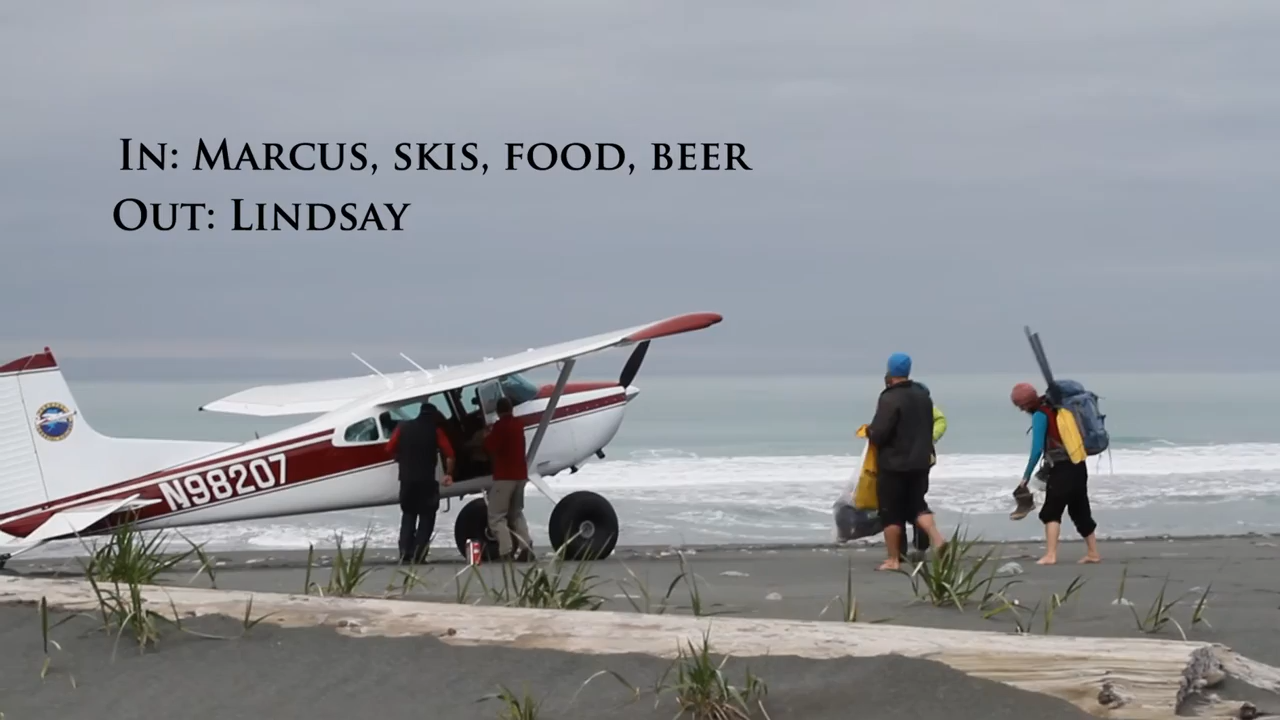 In: Marcus, skis, food, beer
Out: Lindsay
N98207